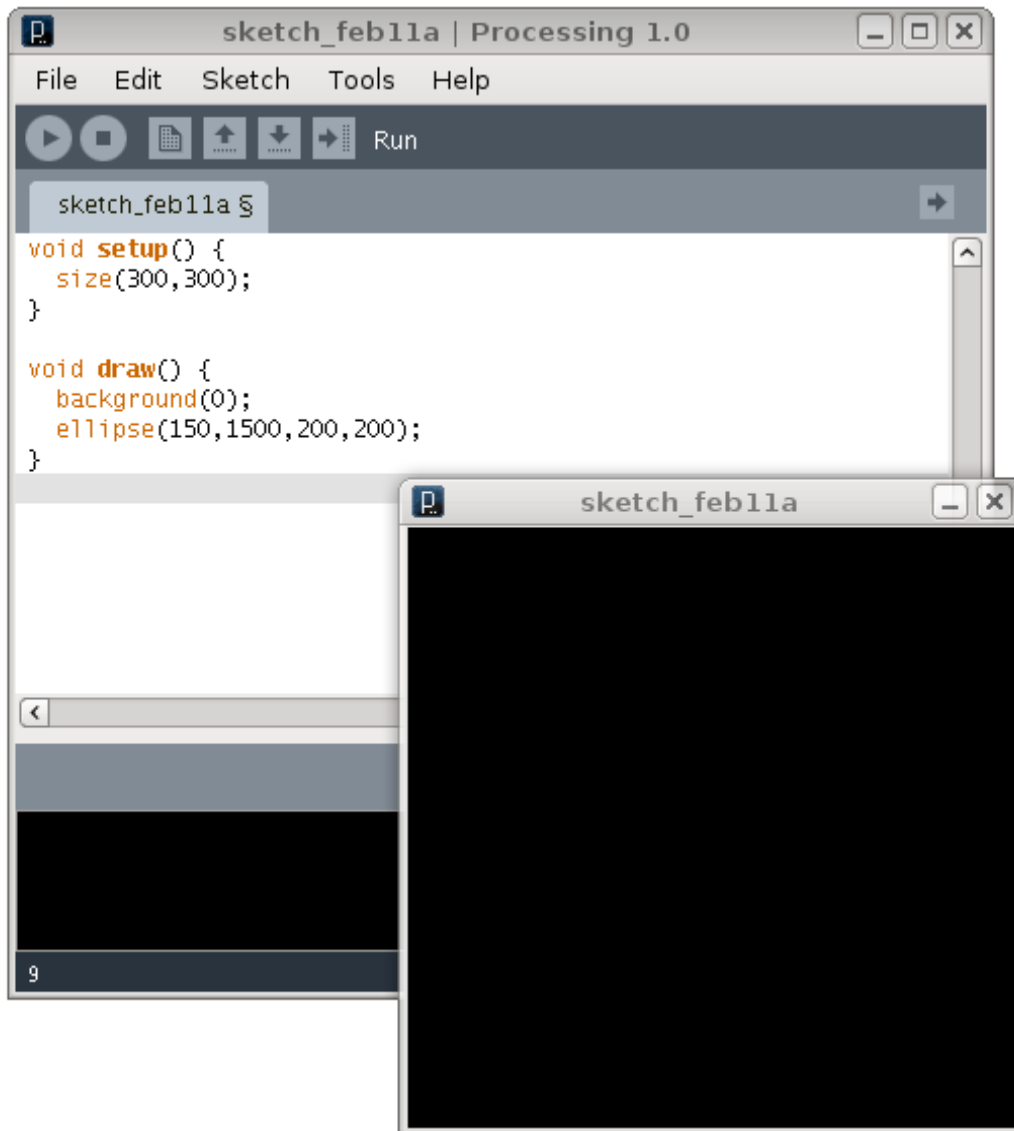 sketch_feb11a | Processing 1.0
File Edit Sketch Tools Help
Run
sketch_feb11a §
void setup() {
  size(300,300);
}

void draw() {
  background(0);
  ellipse(150,1500,200,200);
}
sketch_feb11a
9